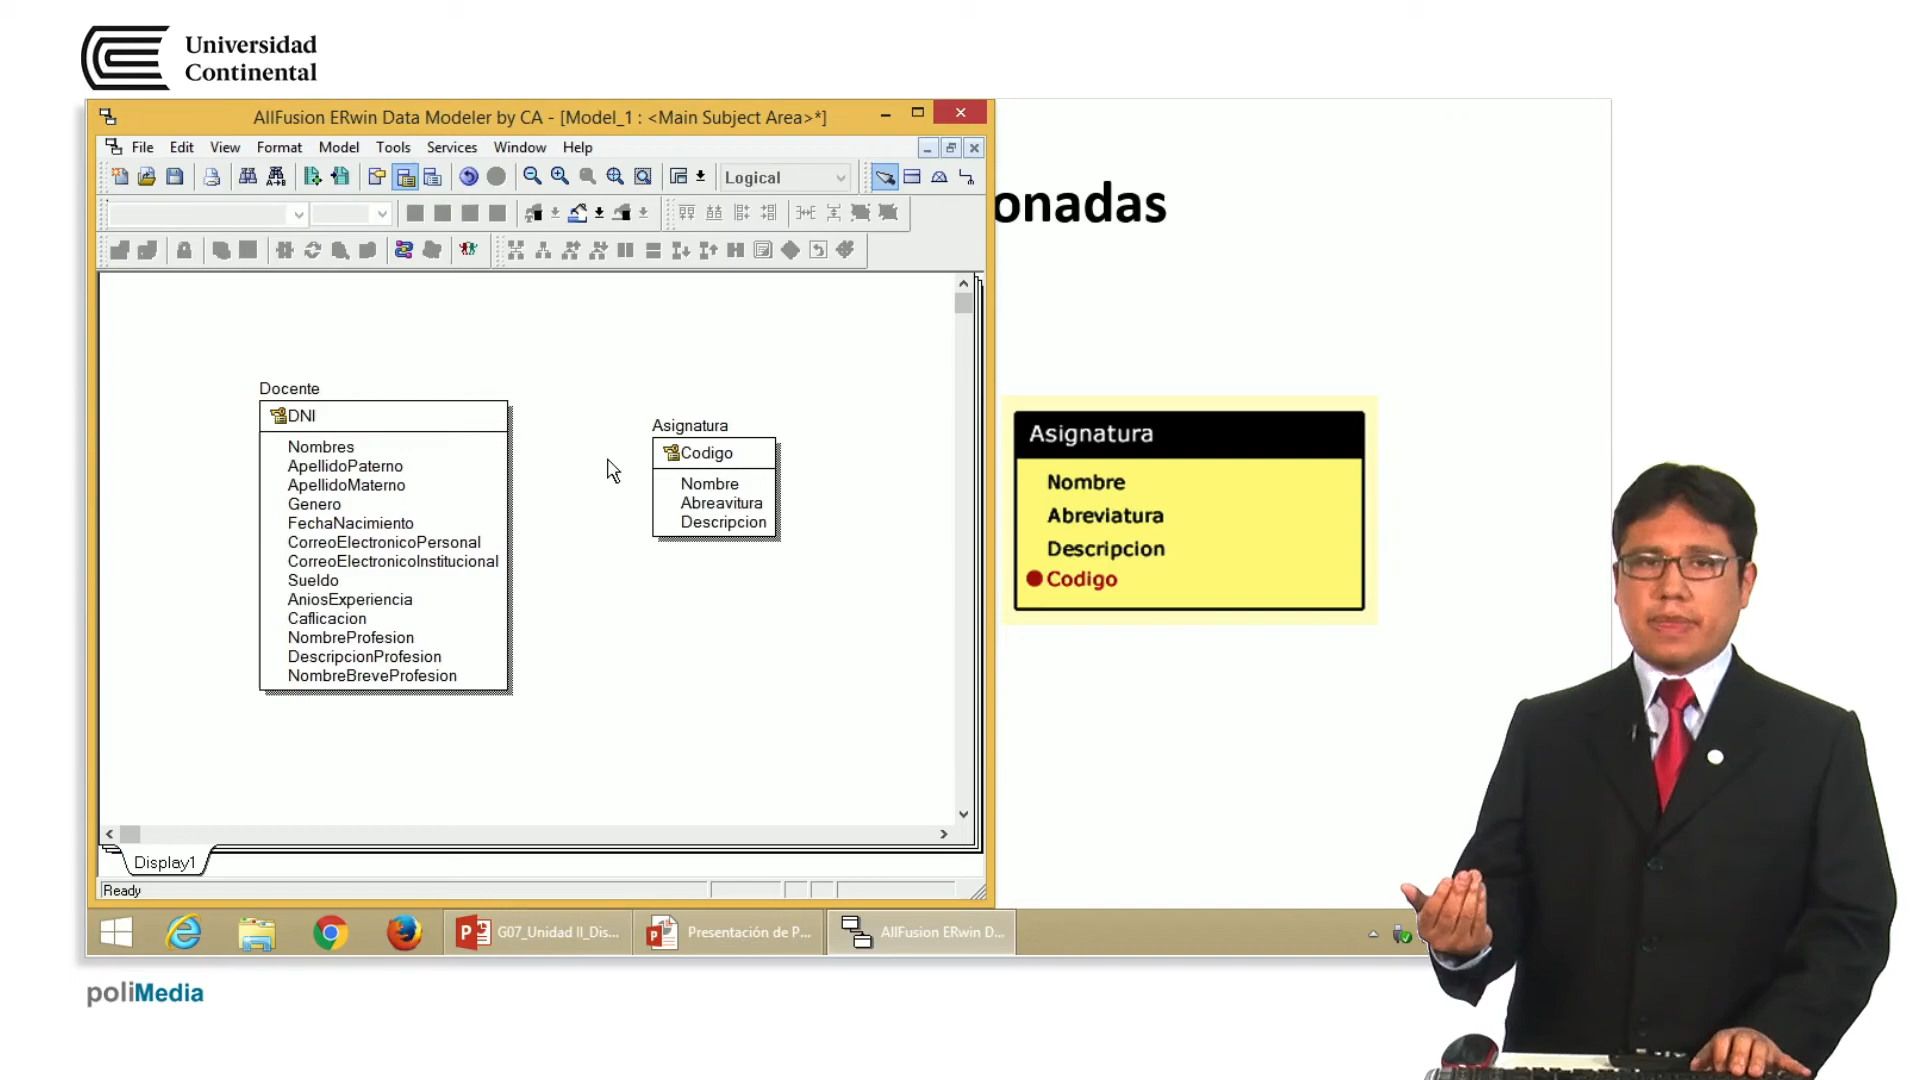 Universidad
Continental
AllFusion ERwin Data Modeler by CA - [Model_1 : <Main Subject Area>*]
File Edit View Format Model Tools Services Window Help
Logical
onadas
Docente
DNI
Nombres
ApellidoPaterno
ApellidoMaterno
Genero
FechaNacimiento
CorreoElectronicoPersonal
CorreoElectronicoInstitucional
Sueldo
AniosExperiencia
Caflicacion
NombreProfesion
DescripcionProfesion
NombreBreveProfesion
Asignatura
Codigo
Nombre
Abreavitura
Descripcion
Asignatura
Nombre
Abreviatura
Descripcion
Codigo
Display1
Ready
G07_Unidad II_Dis...
Presentación de P...
AllFusion ERwin D...
poliMedia